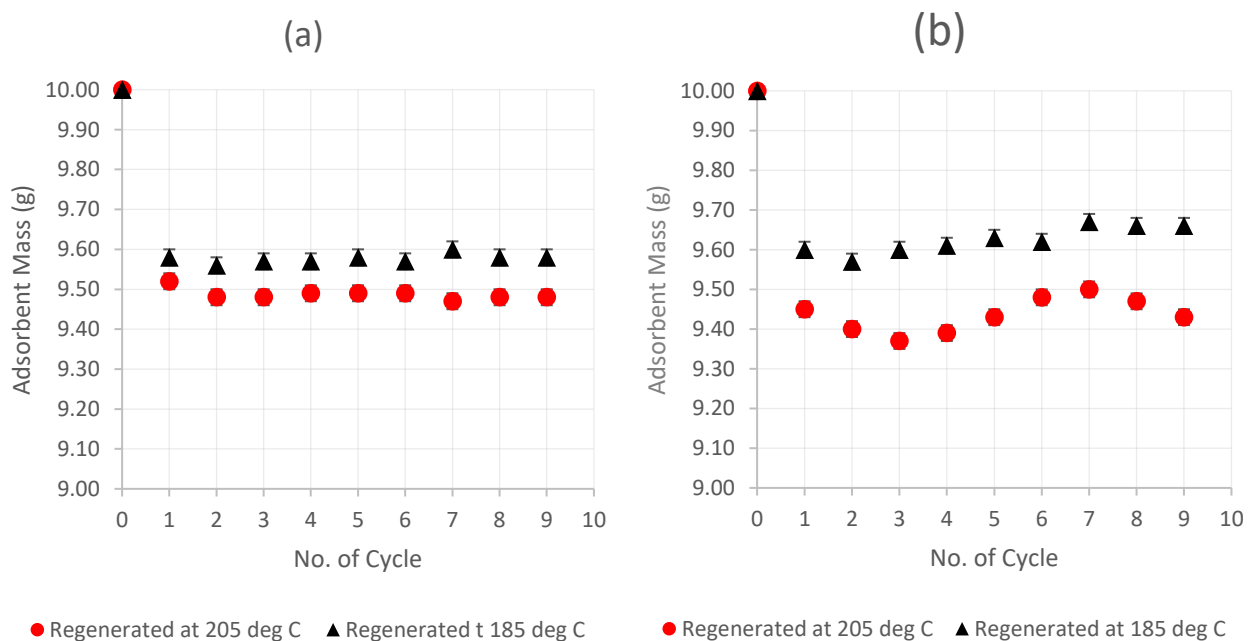 (a)
10.00
9.90
9.80
9.70
9.60
9.50
9.40
9.30
9.20
9.10
9.00
Adsorbent Mass (g)
0 1 2 3 4 5 6 7 8 9 10
No. of Cycle
Regenerated at 205 deg C Regenerated t 185 deg C
(b)
10.00
9.90
9.80
9.70
9.60
9.50
9.40
9.30
9.20
9.10
9.00
Adsorbent Mass (g)
0 1 2 3 4 5 6 7 8 9 10
No. of Cycle
Regenerated at 205 deg C Regenerated at 185 deg C